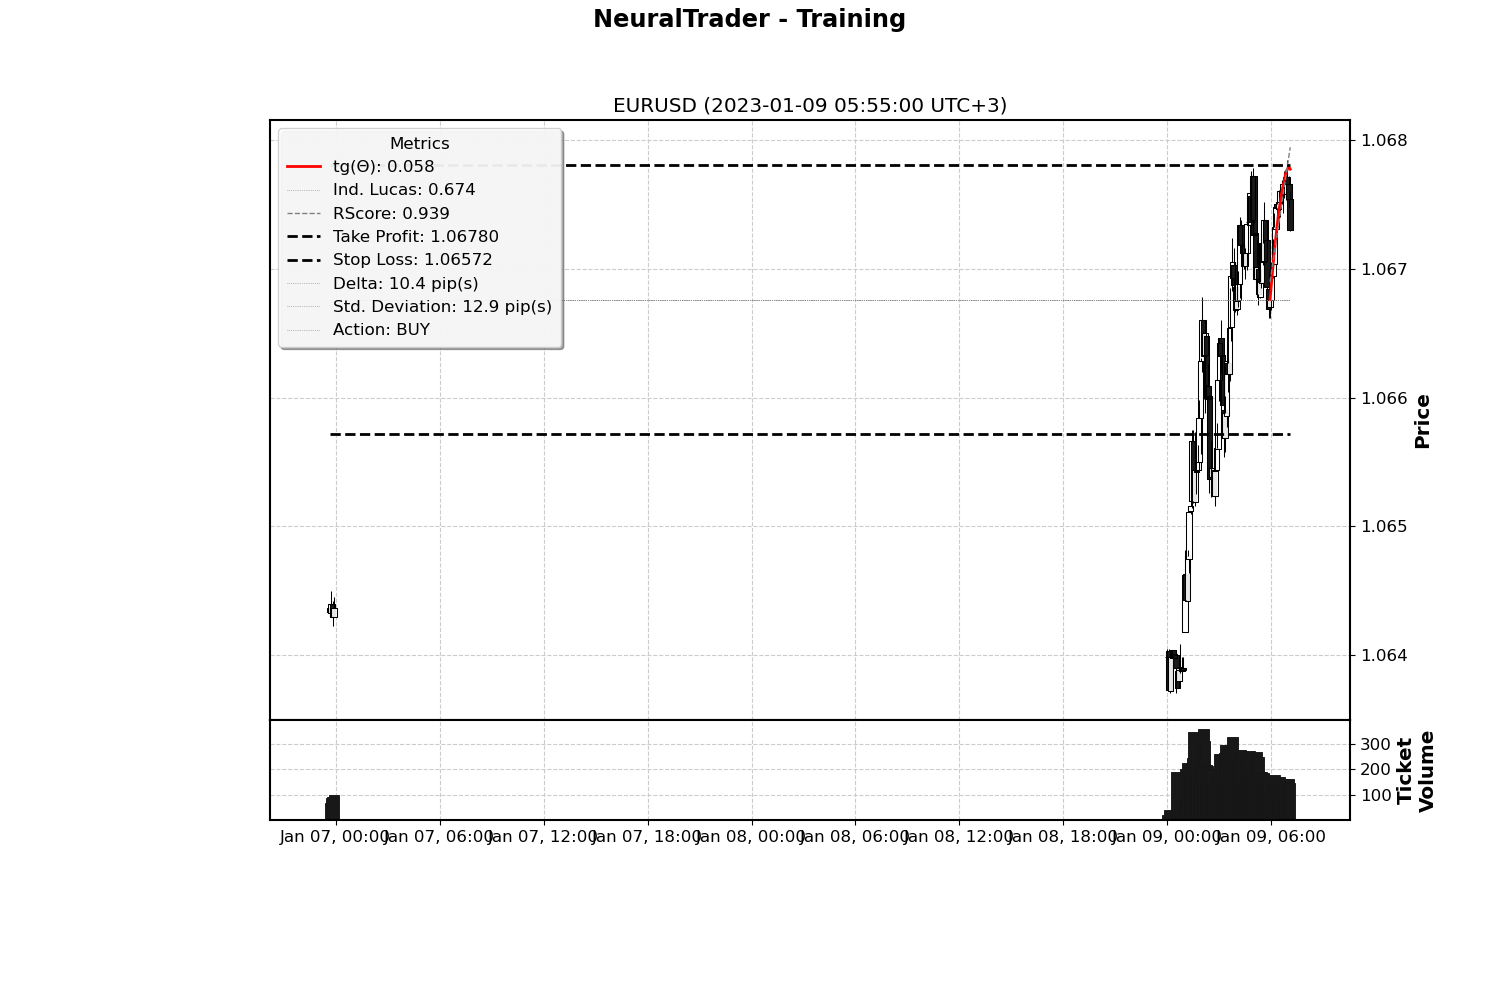 NeuralTrader - Training
EURUSD (2023-01-09 05:55:00 UTC+3)
Metrics
tg(Θ): 0.058
Ind. Lucas: 0.674
RScore: 0.939
Take Profit: 1.06780
Stop Loss: 1.06572
Delta: 10.4 pip(s)
Std. Deviation: 12.9 pip(s)
Action: BUY
1.068
1.067
1.066
1.065
1.064
Price
300
200
100
Ticket
Volume
Jan 07, 00:00
Jan 07, 06:00
Jan 07, 12:00
Jan 07, 18:00
Jan 08, 00:00
Jan 08, 06:00
Jan 08, 12:00
Jan 08, 18:00
Jan 09, 00:00
Jan 09, 06:00